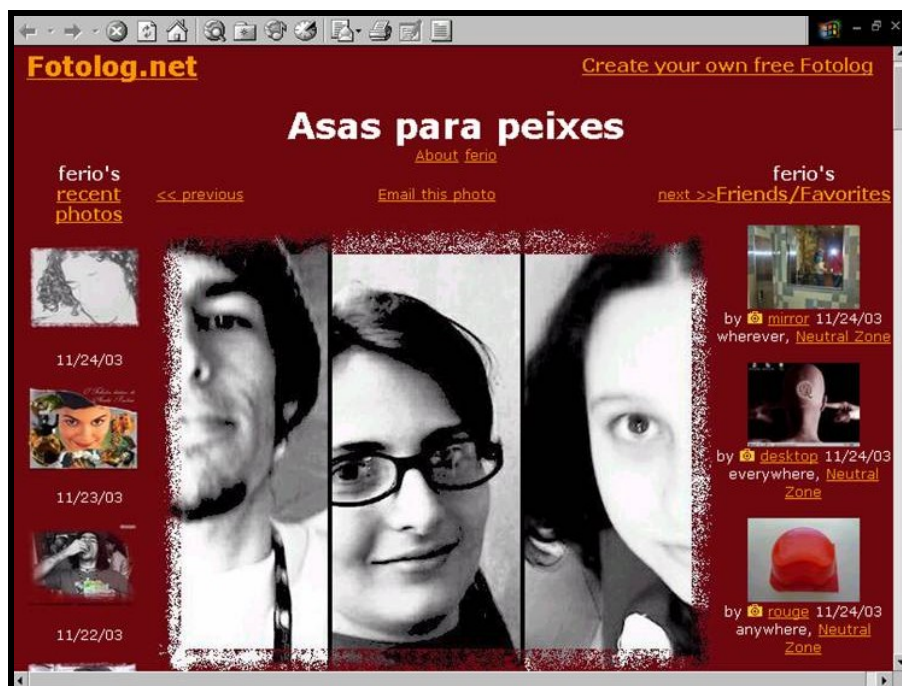 Fotolog.net
Create your own free Fotolog
Asas para peixes
About ferio
ferio's
recent
photos
<< previous
Email this photo
next >>
ferio's
Friends/Favorites
11/24/03
11/23/03
11/22/03
by mirror 11/24/03
wherever, Neutral Zone
by desktop 11/24/03
everywhere, Neutral
Zone
by rouge 11/24/03
anywhere, Neutral
Zone